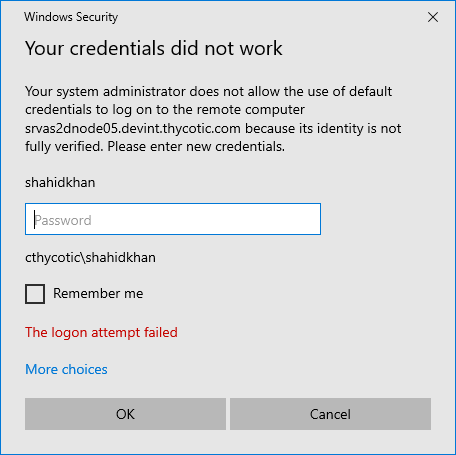 Windows Security
Your credentials did not work
Your system administrator does not allow the use of default
credentials to log on to the remote computer
srvas2dnode05.devint.thycotic.com because its identity is not
fully verified. Please enter new credentials.
shahidkhan
Password
cthycotic\shahidkhan
Remember me
The logon attempt failed
More choices
OK Cancel